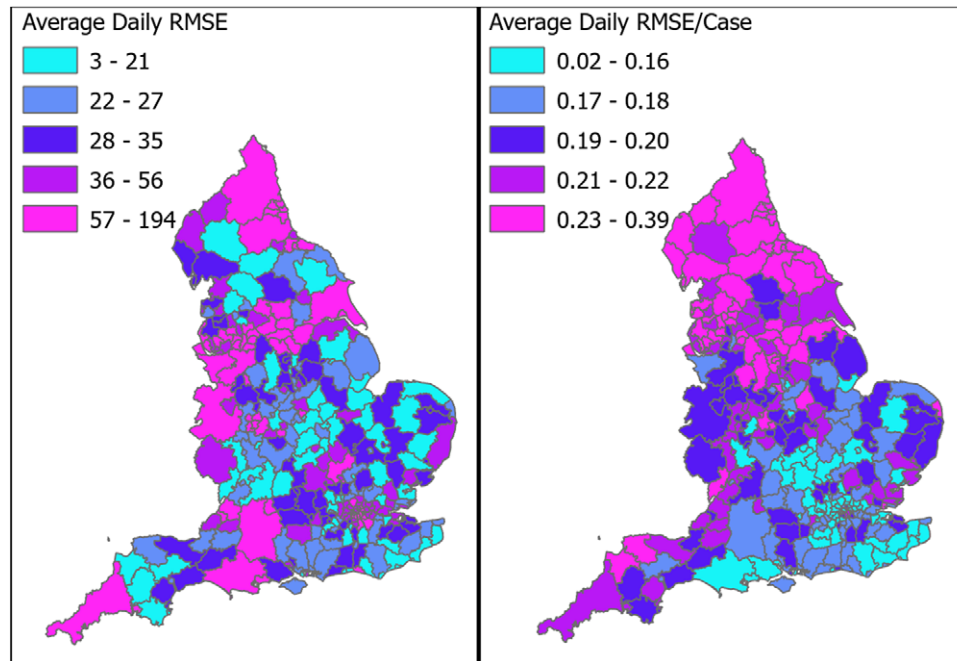 Average Daily RMSE
3 - 21
22 - 27
28 - 35
36 - 56
57 - 194
Average Daily RMSE/Case
0.02 - 0.16
0.17 - 0.18
0.19 - 0.20
0.21 - 0.22
0.23 - 0.39